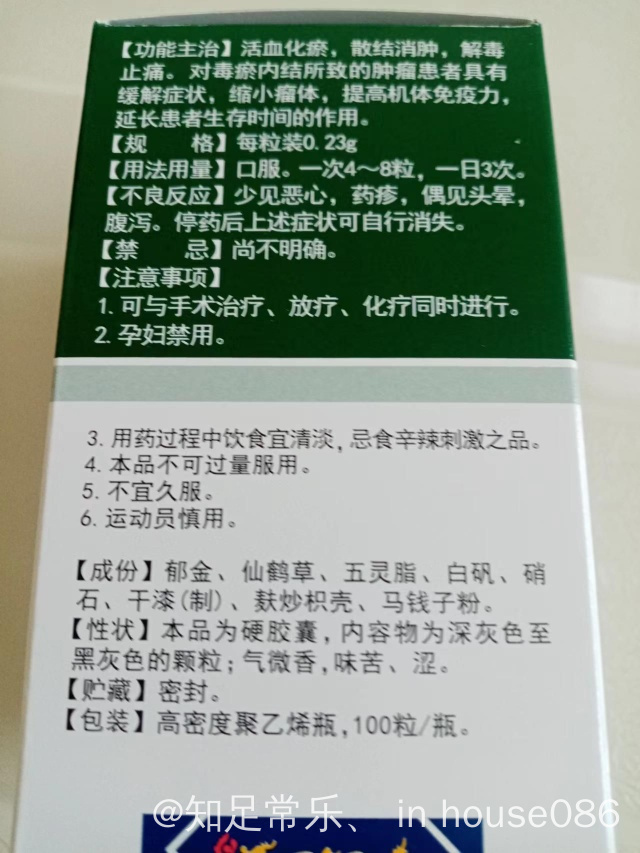 【功能主治】活血化瘀，散结消肿，解毒
止痛。对毒瘀内结所致的肿瘤患者具有
缓解症状，缩小瘤体，提高机体免疫力，
延长患者生存时间的作用。
【规 格】每粒装0.23g
【用法用量】口服。一次4～8粒，一日3次。
【不良反应】少见恶心，药疹，偶见头晕，
腹泻。停药后上述症状可自行消失。
【禁 忌】尚不明确。
【注意事项】
1.可与手术治疗、放疗、化疗同时进行。
2.孕妇禁用。
3.用药过程中饮食宜清淡，忌食辛辣刺激之品。
4.本品不可过量服用。
5.不宜久服。
6.运动员慎用。
【成份】郁金、仙鹤草、五灵脂、白矾、硝
石、干漆(制)、麸炒枳壳、马钱子粉。
【性状】本品为硬胶囊，内容物为深灰色至
黑灰色的颗粒；气微香，味苦、涩。
【贮藏】密封。
【包装】高密度聚乙烯瓶，100粒/瓶。
@知足常乐、 in house086